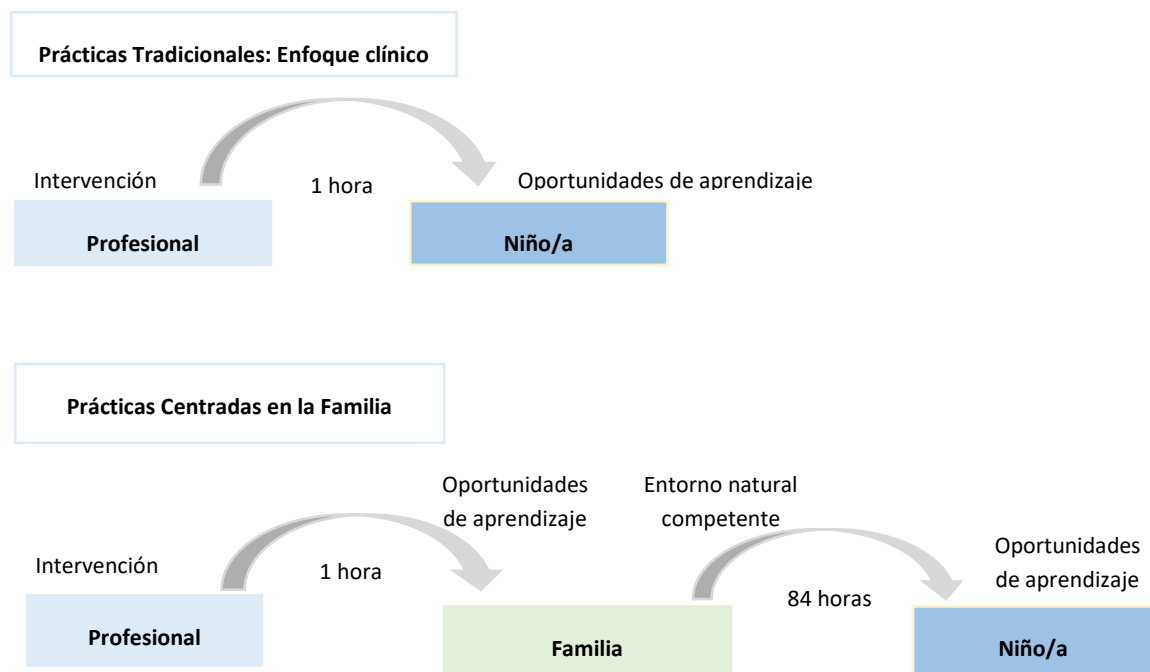 Prácticas Tradicionales: Enfoque clínico
Intervención
1 hora
Oportunidades de aprendizaje
Profesional
Niño/a
Prácticas Centradas en la Familia
Oportunidades
de aprendizaje
Entorno natural
competente
Intervención
1 hora
84 horas
Oportunidades
de aprendizaje
Profesional
Familia
Niño/a